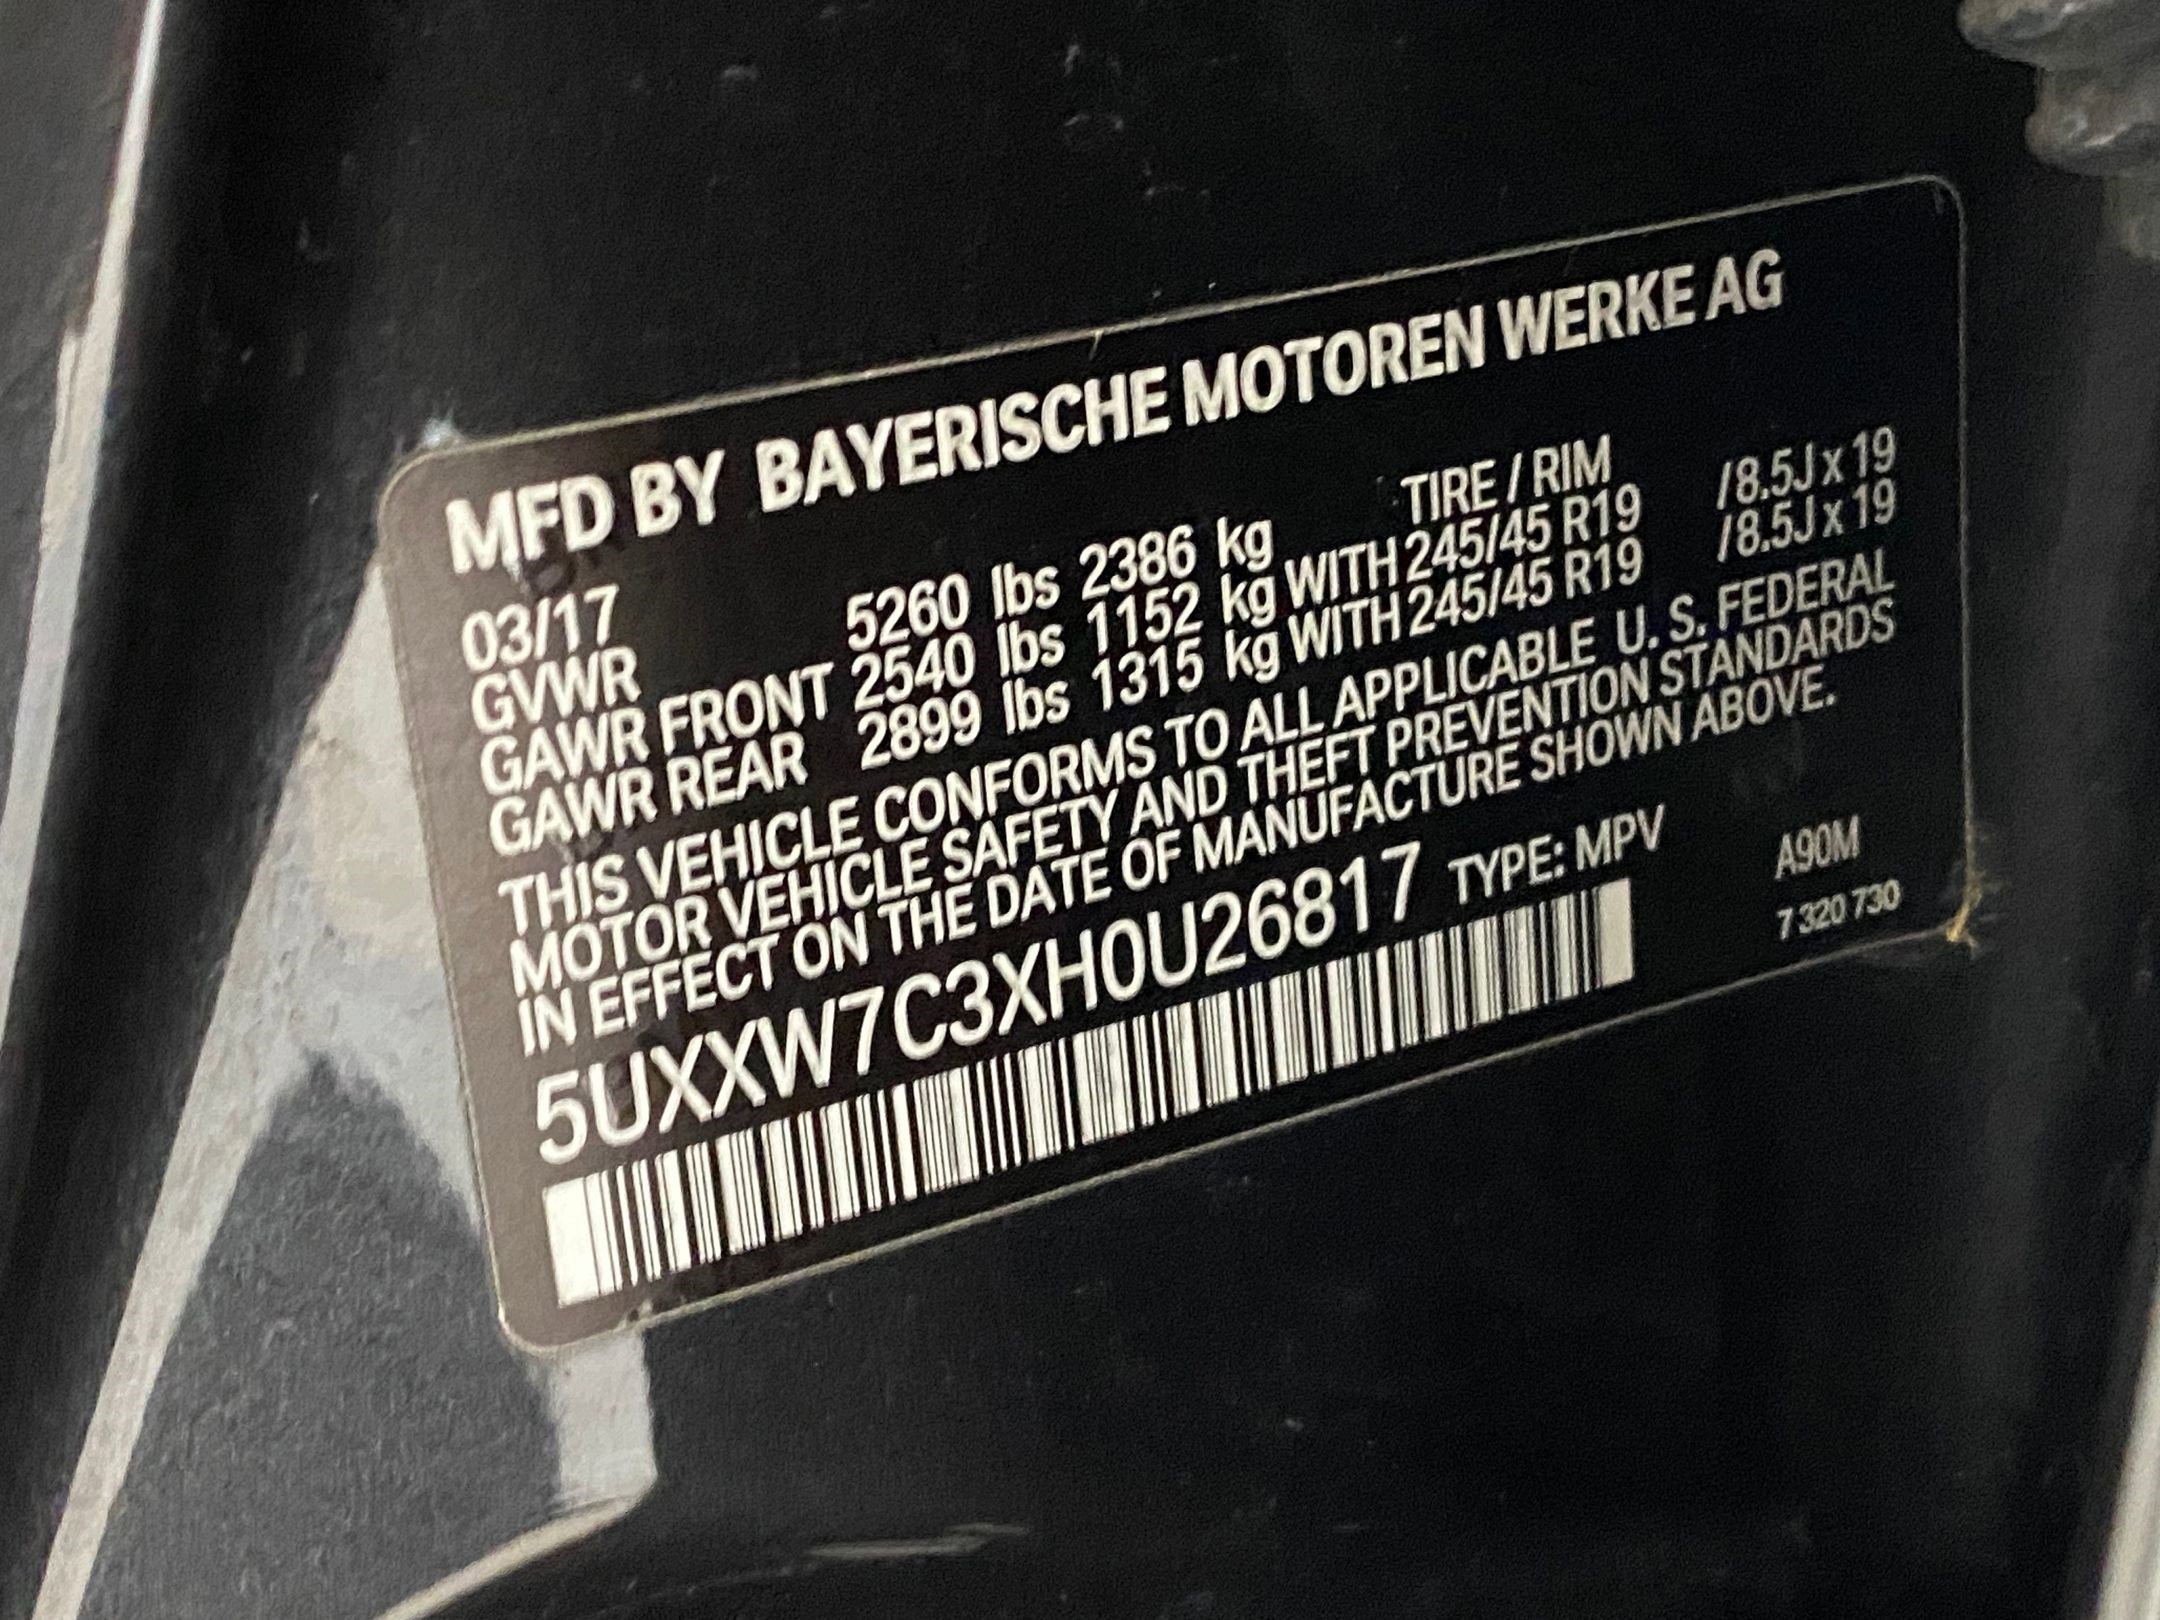 MFD BY BAYERISCHE MOTOREN WERKE AG
03/17 TIRE / RIM
GVWR 5260 lbs 2386 kg
GAWR FRONT 2540 lbs 1152 kg WITH 245/45 R19 /8.5J x 19
GAWR REAR 2899 lbs 1315 kg WITH 245/45 R19 /8.5J x 19
THIS VEHICLE CONFORMS TO ALL APPLICABLE U. S. FEDERAL
MOTOR VEHICLE SAFETY AND THEFT PREVENTION STANDARDS
IN EFFECT ON THE DATE OF MANUFACTURE SHOWN ABOVE.
5UXXW7C3XH0U26817 TYPE: MPV A90M
7 320 730